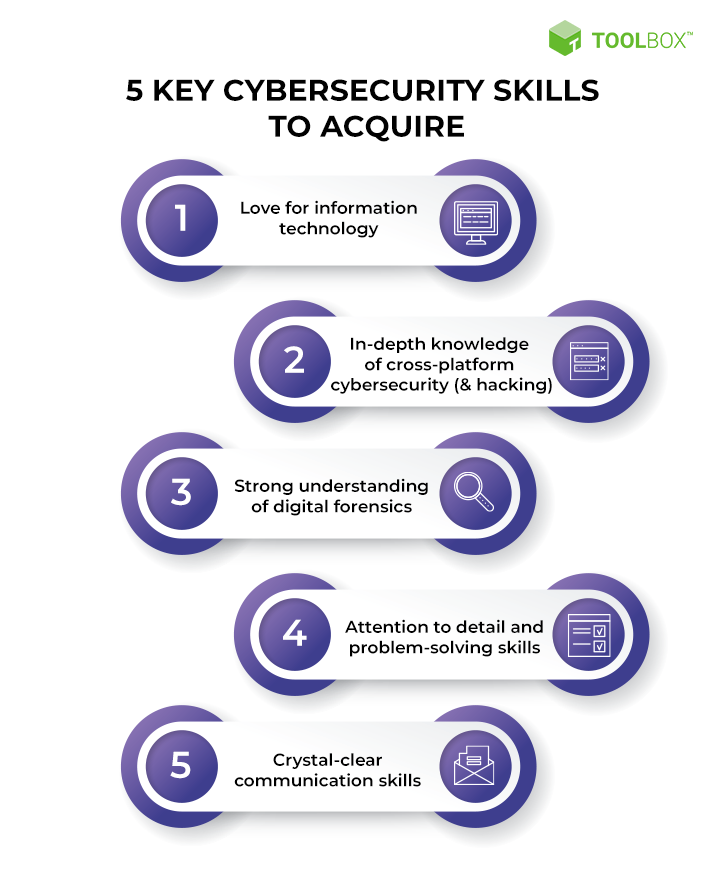 TOOLBOX™
5 KEY CYBERSECURITY SKILLS
TO ACQUIRE
1
Love for information
technology
2
In-depth knowledge
of cross-platform
cybersecurity (& hacking)
3
Strong understanding
of digital forensics
4
Attention to detail and
problem-solving skills
5
Crystal-clear
communication skills